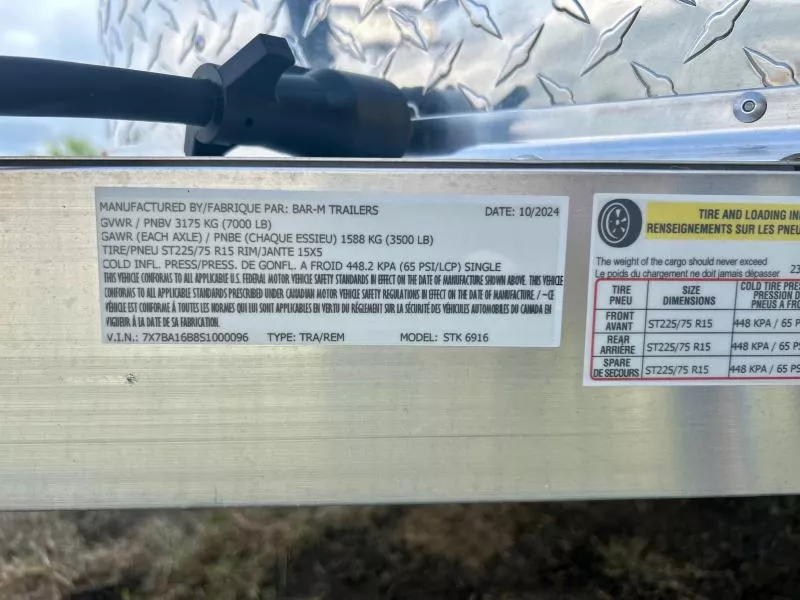 MANUFACTURED BY/FABRIQUE PAR: BAR-M TRAILERS DATE: 10/2024
GVWR / PNBV 3175 KG (7000 LB)
GAWR (EACH AXLE) / PNBE (CHAQUE ESSIEU) 1588 KG (3500 LB)
TIRE/PNEU ST225/75 R15 RIM/JANTE 15X5
COLD INFL. PRESS/PRESS. DE GONFL. A FROID 448.2 KPA (65 PSI/LCP) SINGLE
THIS VEHICLE CONFORMS TO ALL APPLICABLE U.S. FEDERAL MOTOR VEHICLE SAFETY STANDARDS IN EFFECT ON THE DATE OF MANUFACTURE SHOWN ABOVE. THIS VEHICLE
CONFORMS TO ALL APPLICABLE STANDARDS PRESCRIBED UNDER CANADIAN MOTOR VEHICLE SAFETY REGULATIONS IN EFFECT ON THE DATE OF MANUFACTURE. / -CE
VÉHICLE EST CONFORME À TOUTES LES NORMES QUI LUI SONT APPLICABLES EN VERTU DU RÈGLEMENT SUR LA SÉCURITÉ DES VÉHICLES AUTOMOBILES DU CANADA EN
VIGUEUR À LA DATE DE SA FABRICATION.
V.I.N.: 7X7BA16B8S1000096 TYPE: TRA/REM MODEL: STK 6916
TIRE AND LOADING
RENSEIGNEMENTS SUR LES
The weight of the cargo should never exceed
Le poids du chargement ne doit jamais dépasser 23
TIRE SIZE COLD TIRE
PNEU DIMENSIONS
PNEUS À
FRONT
AVANT ST225/75 R15 448 KPA / 65
REAR
ARRIÈRE ST225/75 R15 448 KPA / 65
SPARE
DE SECOURS ST225/75 R15 448 KPA / 65